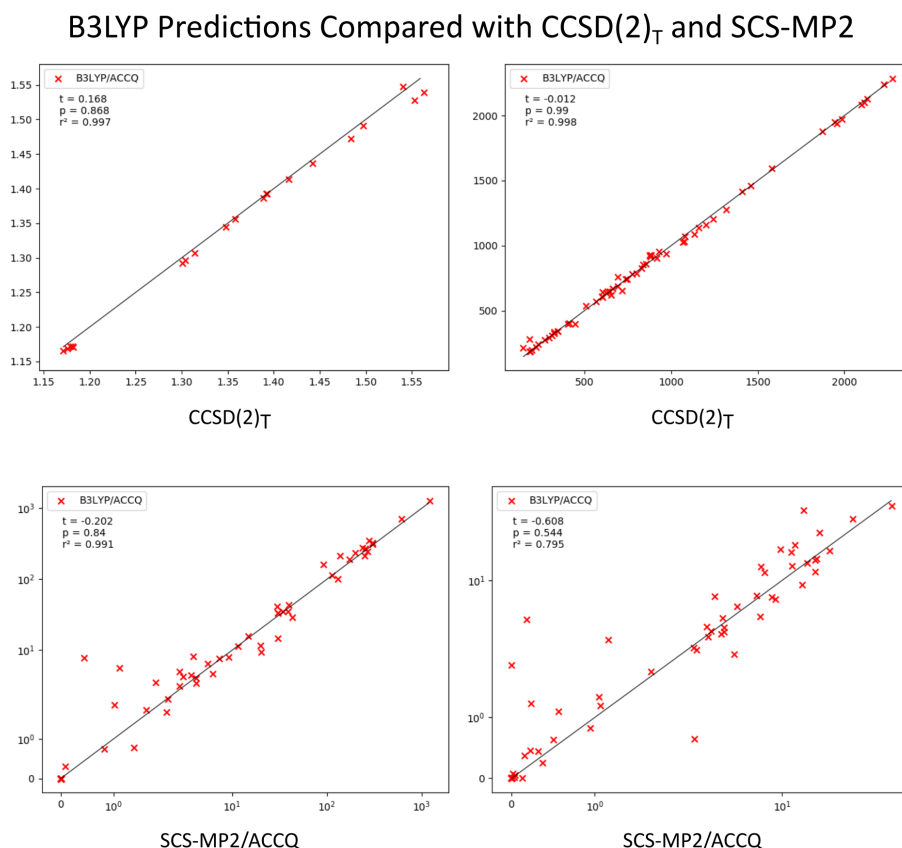 B3LYP Predictions Compared with CCSD(2)T and SCS-MP2
B3LYP/ACCQ
t = 0.168
p = 0.868
r² = 0.997
1.55
1.50
1.45
1.40
1.35
1.30
1.25
1.20
1.15
1.15 1.20 1.30 1.35 1.40 1.45 1.50 1.55
CCSD(2)T
B3LYP/ACCQ
t = -0.012
p = 0.99
r² = 0.998
2000
1500
1000
500
500 1000 1500 2000
CCSD(2)T
B3LYP/ACCQ
t = -0.202
p = 0.84
r² = 0.991
10³
10²
10¹
10⁰
0
0 10⁰ 10¹ 10² 10³
SCS-MP2/ACCQ
B3LYP/ACCQ
t = -0.608
p = 0.544
r² = 0.795
10¹
10⁰
0
0 10⁰ 10¹
SCS-MP2/ACCQ